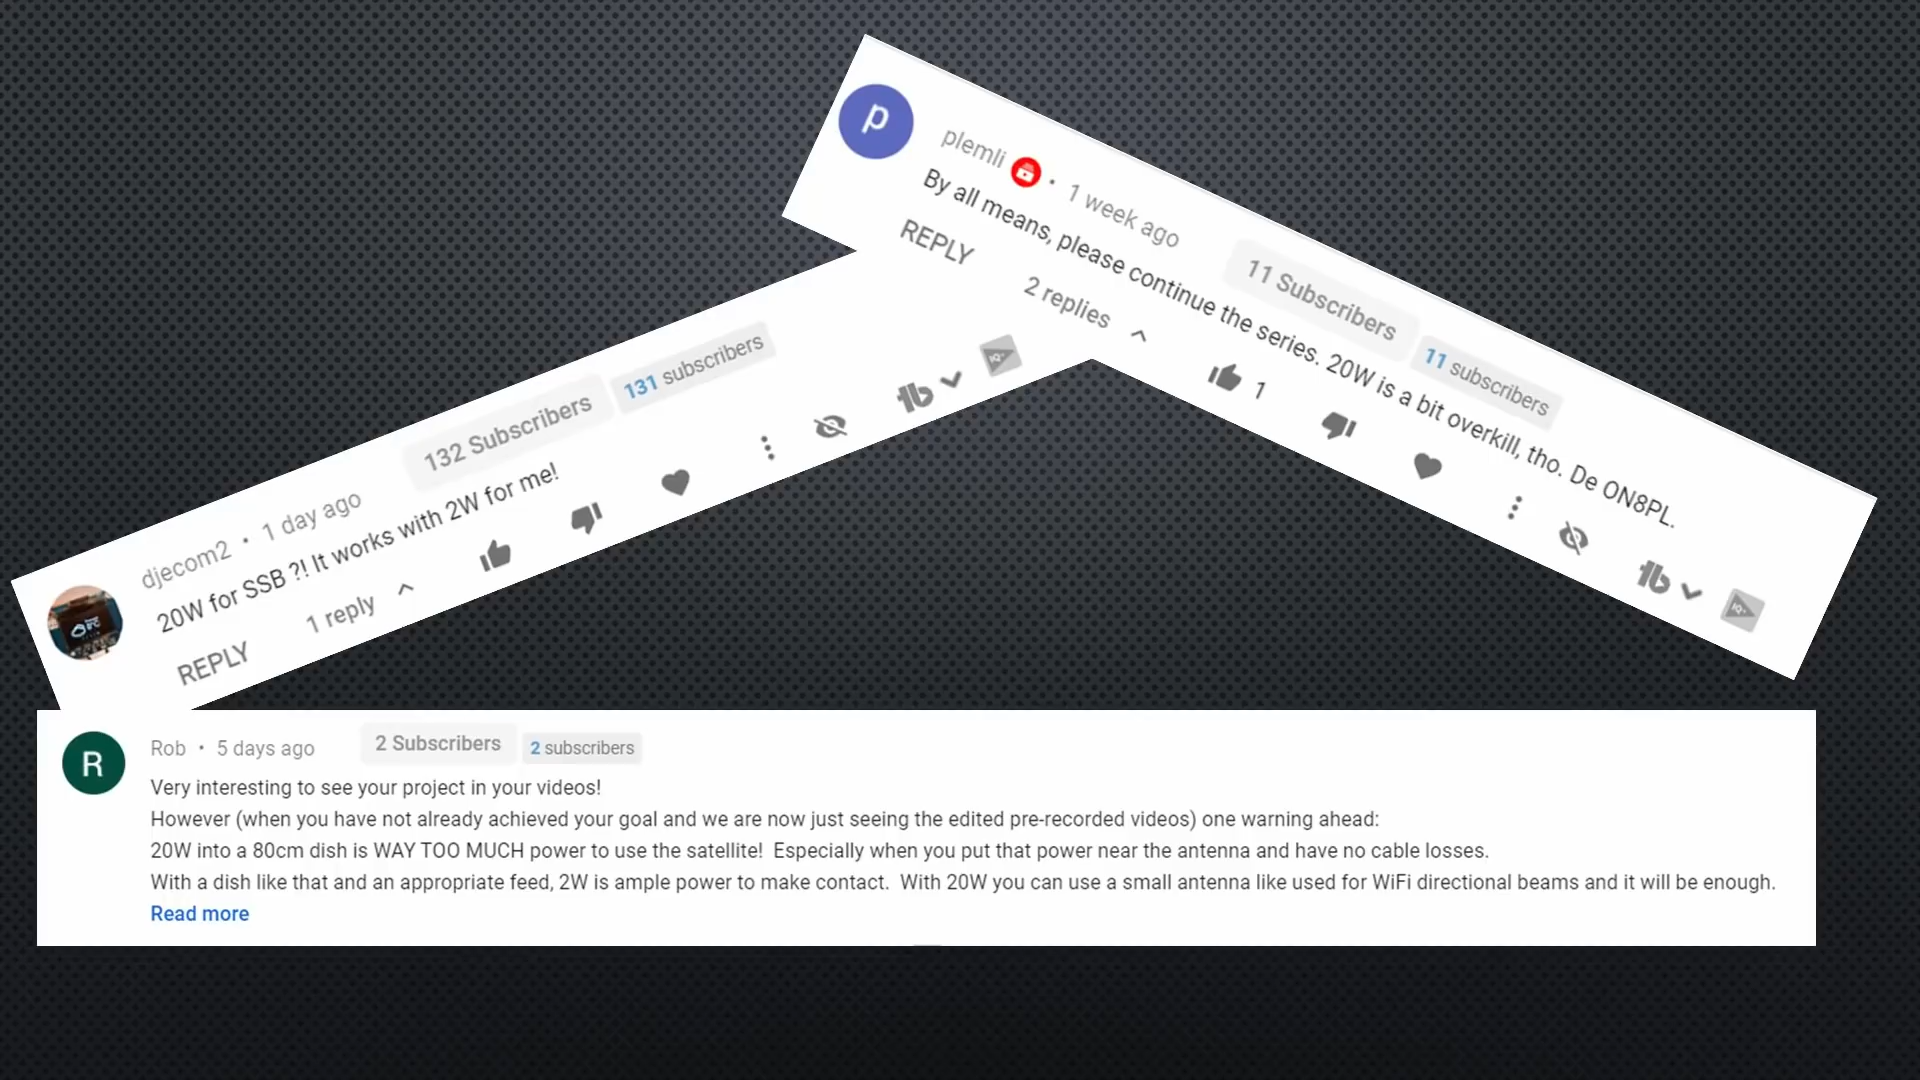 p
plemli • 1 week ago
11 Subscribers
11 subscribers
By all means, please continue the series. 20W is a bit overkill, tho. De ON8PL.
REPLY
2 replies
1
djecom2 • 1 day ago
132 Subscribers
131 subscribers
20W for SSB ?! It works with 2W for me!
REPLY
1 reply
R
Rob • 5 days ago
2 Subscribers
2 subscribers
Very interesting to see your project in your videos!
However (when you have not already achieved your goal and we are now just seeing the edited pre-recorded videos) one warning ahead:
20W into a 80cm dish is WAY TOO MUCH power to use the satellite!  Especially when you put that power near the antenna and have no cable losses.
With a dish like that and an appropriate feed, 2W is ample power to make contact.  With 20W you can use a small antenna like used for WiFi directional beams and it will be enough.
Read more